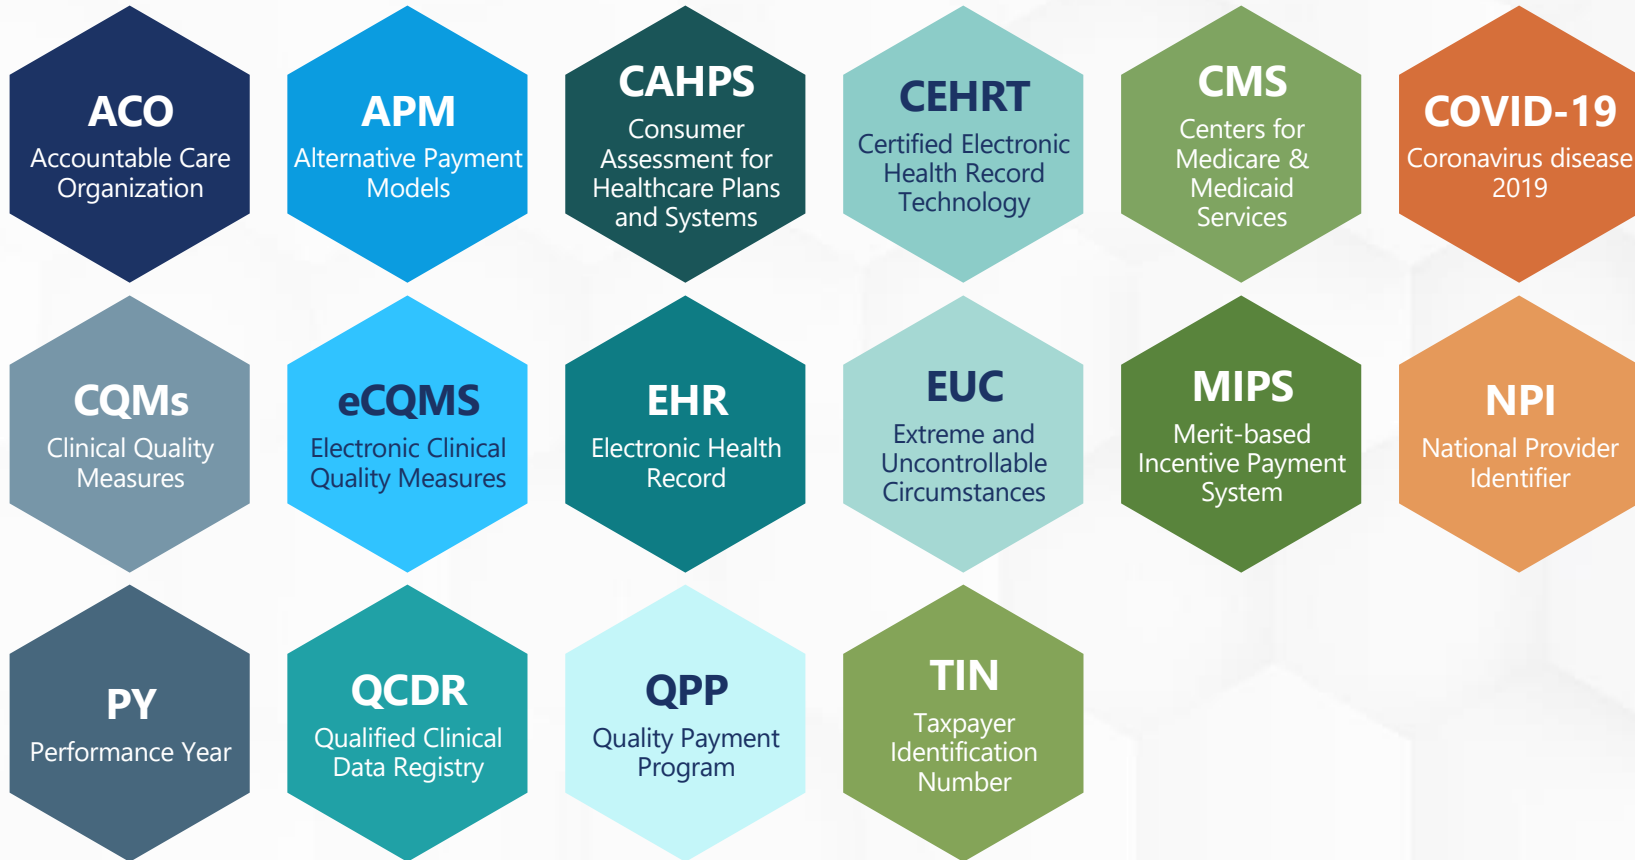 ACO
Accountable Care
Organization
APM
Alternative Payment
Models
CAHPS
Consumer
Assessment for
Healthcare Plans
and Systems
CEHRT
Certified Electronic
Health Record
Technology
CMS
Centers for
Medicare &
Medicaid
Services
COVID-19
Coronavirus disease
2019
CQMs
Clinical Quality
Measures
eCQMS
Electronic Clinical
Quality Measures
EHR
Electronic Health
Record
EUC
Extreme and
Uncontrollable
Circumstances
MIPS
Merit-based
Incentive Payment
System
NPI
National Provider
Identifier
PY
Performance Year
QCDR
Qualified Clinical
Data Registry
QPP
Quality Payment
Program
TIN
Taxpayer
Identification
Number